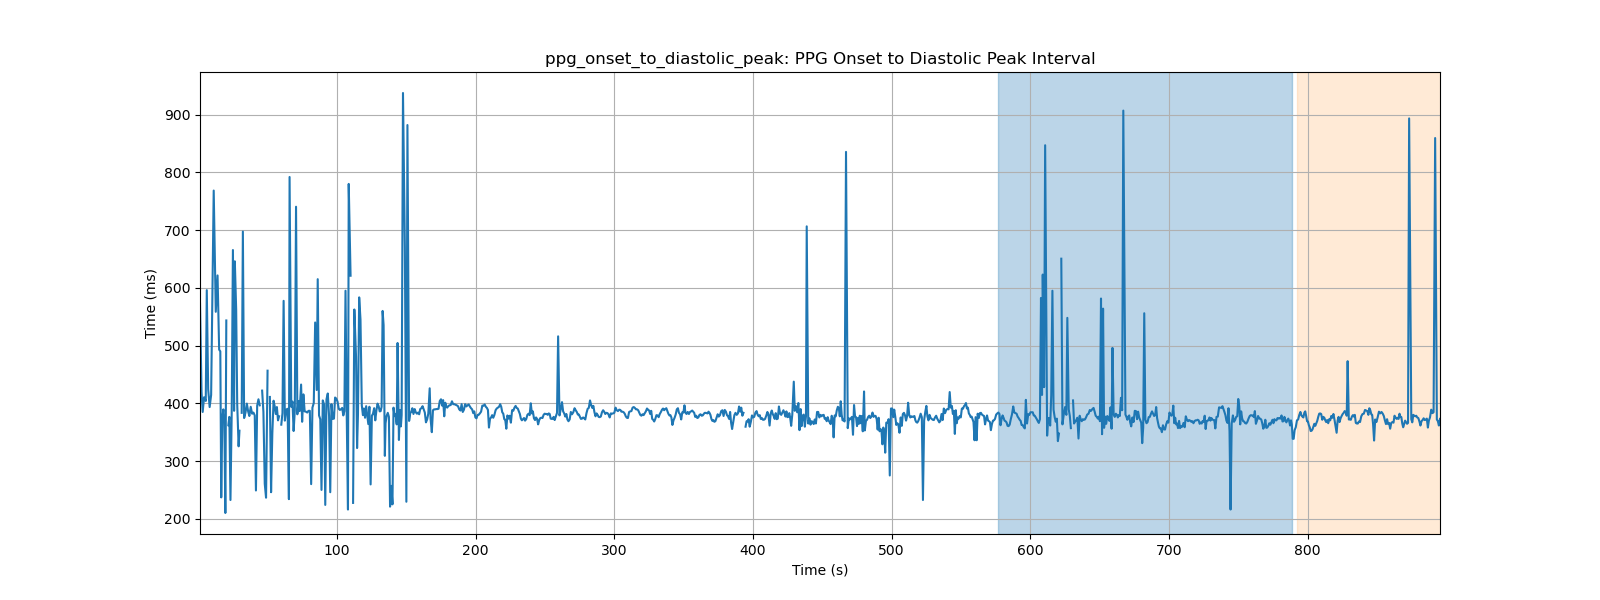 ppg_onset_to_diastolic_peak: PPG Onset to Diastolic Peak Interval
Time (ms)
900
800
700
600
500
400
300
200
100 200 300 400 500 600 700 800
Time (s)